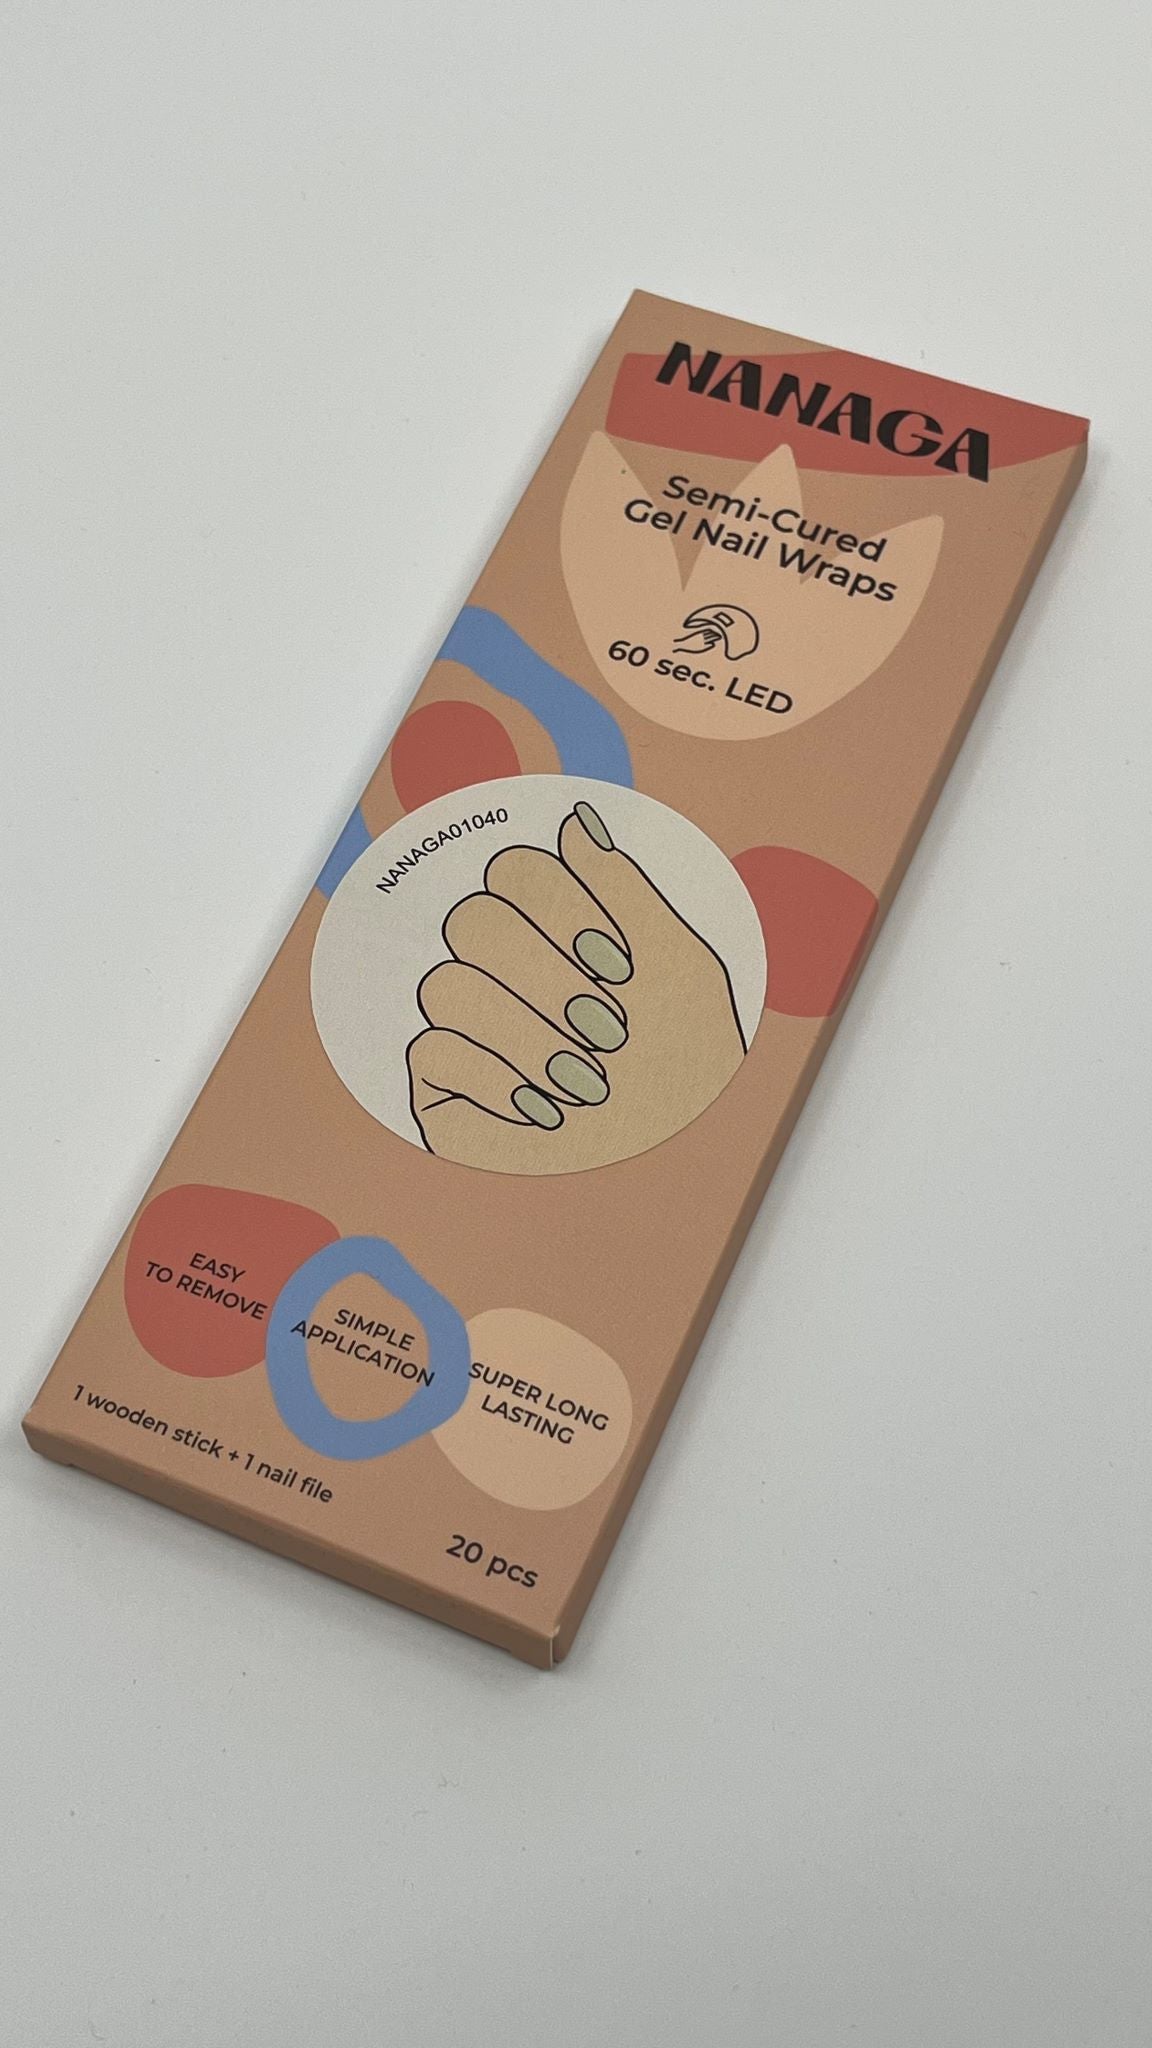 NANAGA
Semi-Cured
Gel Nail Wraps
60 sec. LED
NANAGA01040
EASY
TO REMOVE
SIMPLE
APPLICATION
SUPER LONG
LASTING
1 wooden stick + 1 nail file
20 pcs